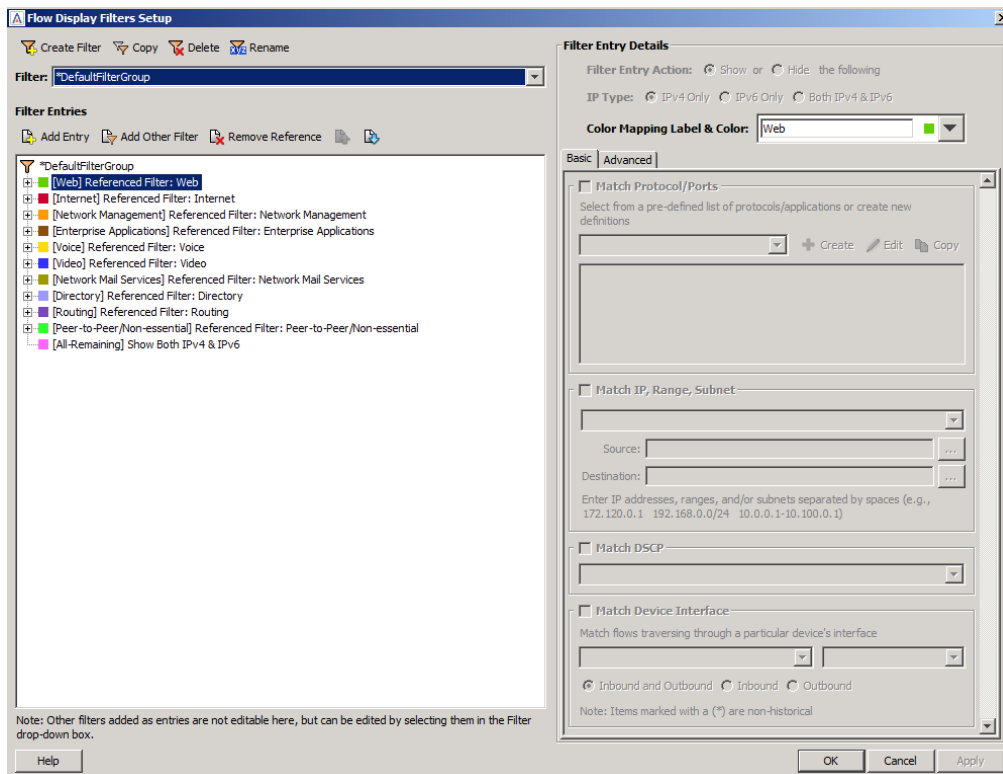 Flow Display Filters Setup
Create Filter Copy Delete Rename
Filter: *DefaultFilterGroup
Filter Entries
Add Entry Add Other Filter Remove Reference
*DefaultFilterGroup
[Web] Referenced Filter: Web
[Internet] Referenced Filter: Internet
[Network Management] Referenced Filter: Network Management
[Enterprise Applications] Referenced Filter: Enterprise Applications
[Voice] Referenced Filter: Voice
[Video] Referenced Filter: Video
[Network Mail Services] Referenced Filter: Network Mail Services
[Directory] Referenced Filter: Directory
[Routing] Referenced Filter: Routing
[Peer-to-Peer/Non-essential] Referenced Filter: Peer-to-Peer/Non-essential
[All-Remaining] Show Both IPv4 & IPv6
Note: Other filters added as entries are not editable here, but can be edited by selecting them in the Filter
drop-down box.
Filter Entry Details
Filter Entry Action: Show or Hide the following
IP Type: IPv4 Only IPv6 Only Both IPv4 & IPv6
Color Mapping Label & Color: Web
Basic Advanced
Match Protocol/Ports
Select from a pre-defined list of protocols/applications or create new
definitions
Create Edit Copy
Match IP, Range, Subnet
Source: ...
Destination: ...
Enter IP addresses, ranges, and/or subnets separated by spaces (e.g.,
172.120.0.1 192.168.0.0/24 10.0.0.1-10.100.0.1)
Match DSCP
Match Device Interface
Match flows traversing through a particular device's interface
Inbound and Outbound Inbound Outbound
Note: Items marked with a (*) are non-historical
Help OK Cancel Apply